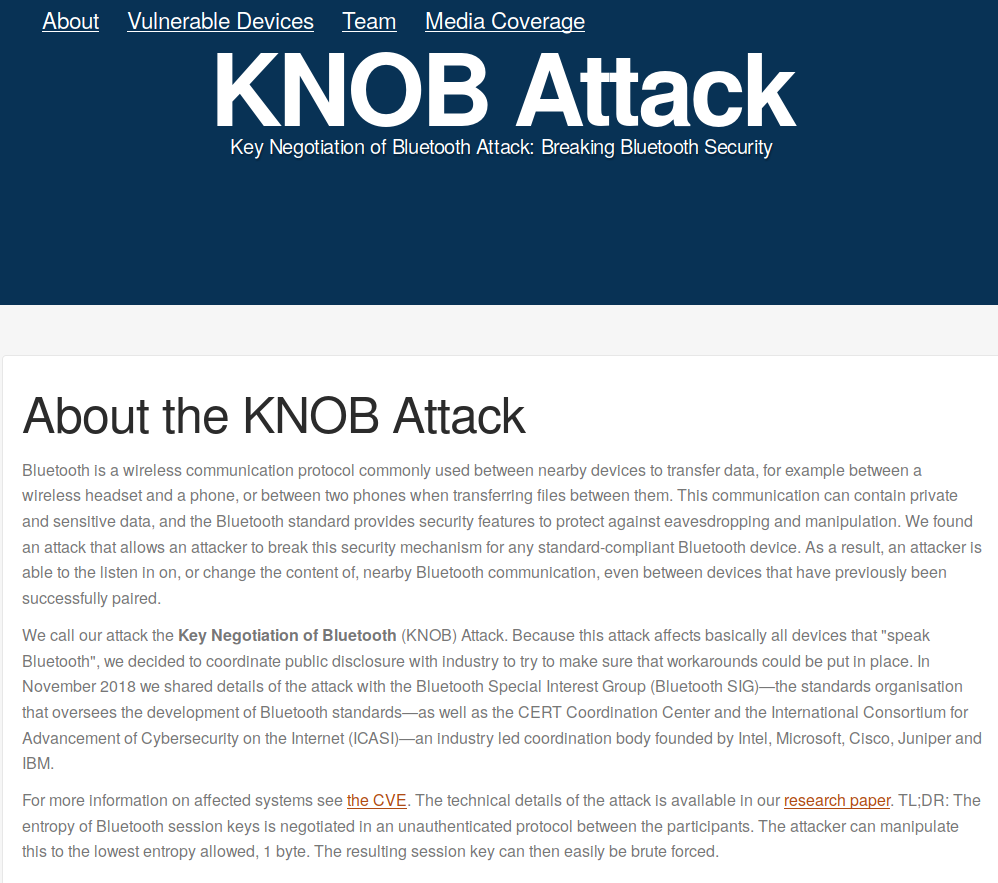 About Vulnerable Devices Team Media Coverage
KNOB Attack
Key Negotiation of Bluetooth Attack: Breaking Bluetooth Security
About the KNOB Attack
Bluetooth is a wireless communication protocol commonly used between nearby devices to transfer data, for example between a
wireless headset and a phone, or between two phones when transferring files between them. This communication can contain private
and sensitive data, and the Bluetooth standard provides security features to protect against eavesdropping and manipulation. We found
an attack that allows an attacker to break this security mechanism for any standard-compliant Bluetooth device. As a result, an attacker is
able to the listen in on, or change the content of, nearby Bluetooth communication, even between devices that have previously been
successfully paired.
We call our attack the Key Negotiation of Bluetooth (KNOB) Attack. Because this attack affects basically all devices that "speak
Bluetooth", we decided to coordinate public disclosure with industry to try to make sure that workarounds could be put in place. In
November 2018 we shared details of the attack with the Bluetooth Special Interest Group (Bluetooth SIG)—the standards organisation
that oversees the development of Bluetooth standards—as well as the CERT Coordination Center and the International Consortium for
Advancement of Cybersecurity on the Internet (ICASI)—an industry led coordination body founded by Intel, Microsoft, Cisco, Juniper and
IBM.
For more information on affected systems see the CVE. The technical details of the attack is available in our research paper. TL;DR: The
entropy of Bluetooth session keys is negotiated in an unauthenticated protocol between the participants. The attacker can manipulate
this to the lowest entropy allowed, 1 byte. The resulting session key can then easily be brute forced.